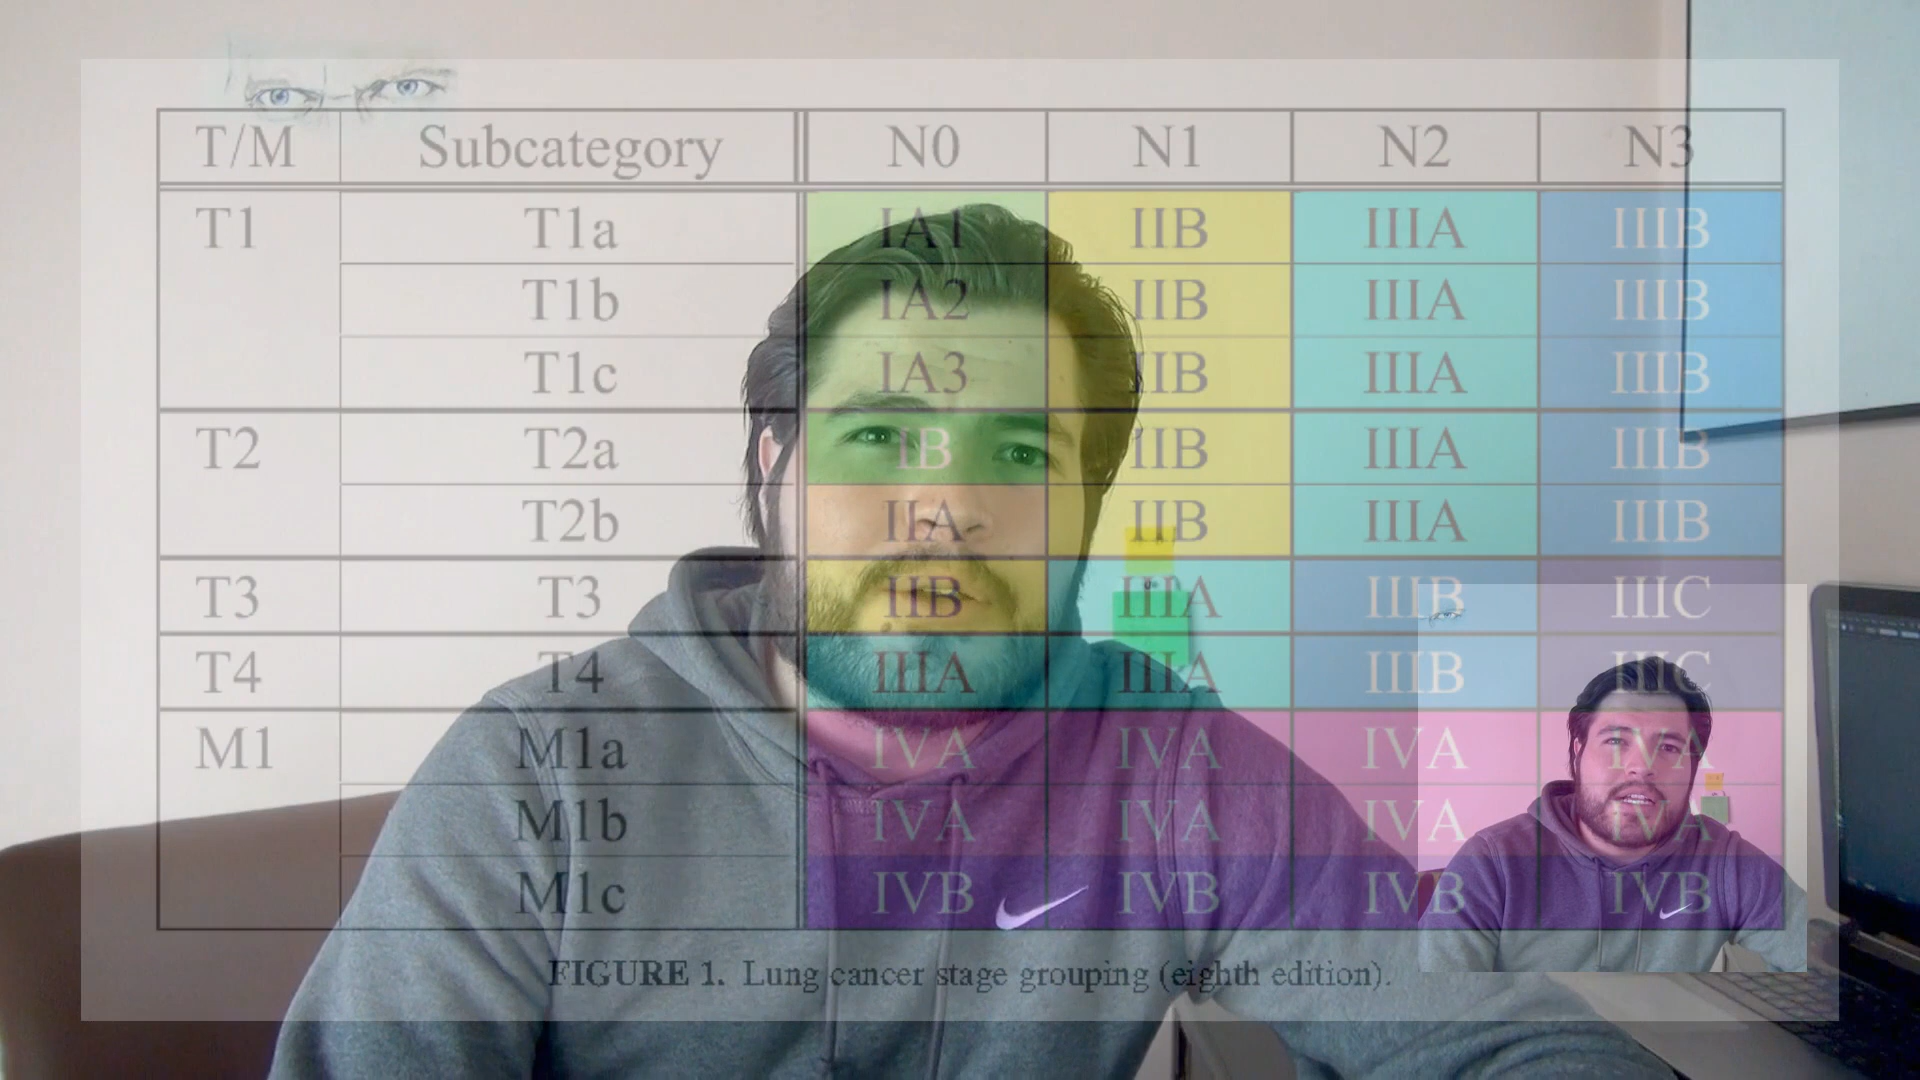 T/M Subcategory N0 N1 N2 N3
T1 T1a IA1 IIB IIIA IIIB
T1b IA2 IIB IIIA IIIB
T1c IA3 IIB IIIA IIIB
T2 T2a IB IIB IIIA IIIB
T2b IIA IIB IIIA IIIB
T3 T3 IIB IIIA IIIB IIIC
T4 T4 IIIA IIIA IIIB IIIC
M1 M1a IVA IVA IVA IVA
M1b IVA IVA IVA IVA
M1c IVB IVB IVB IVB
FIGURE 1. Lung cancer stage grouping (eighth edition).